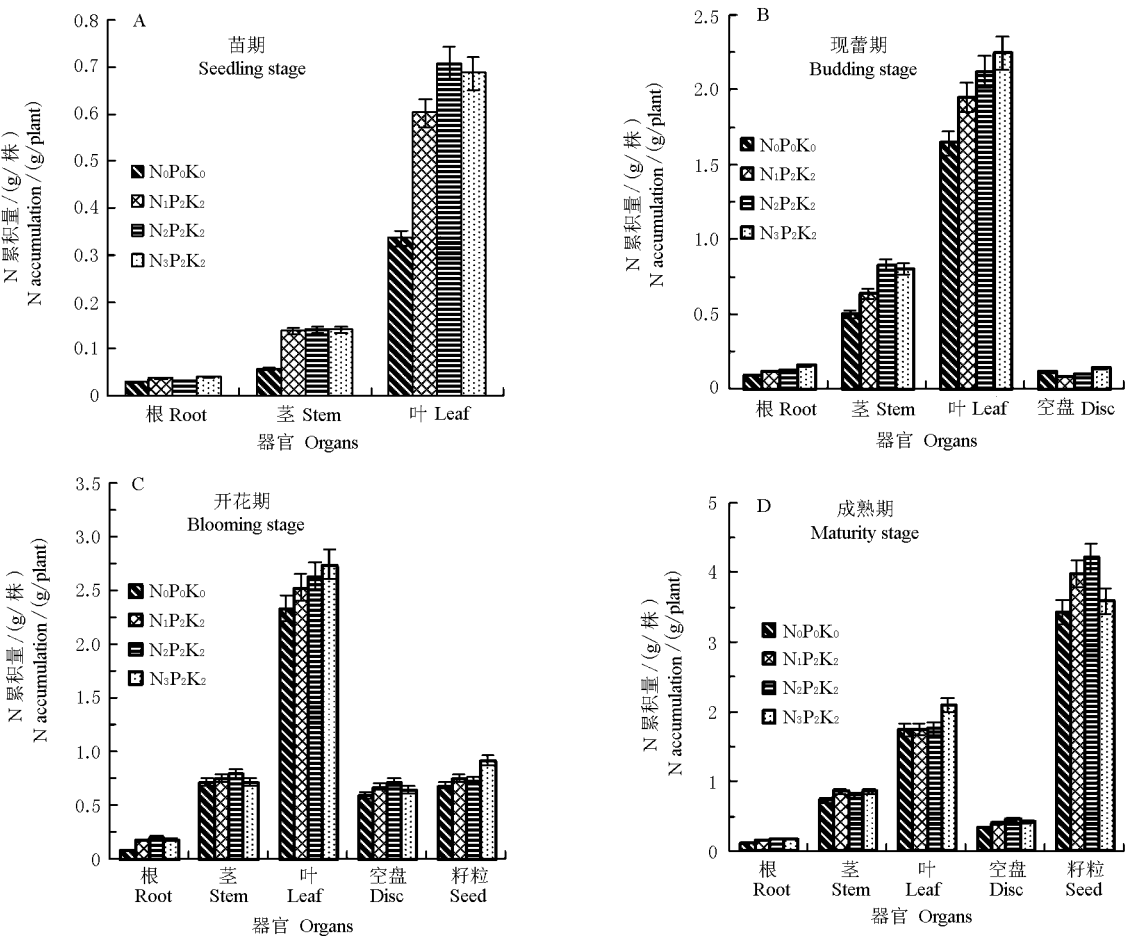 A
苗期
Seedling stage
N 累积量 / (g / 株)
N accumulation / (g/plant)
0.8
0.7
0.6
0.5
0.4
0.3
0.2
0.1
0
N0P0K0
N1P2K2
N2P2K2
N3P2K2
根 Root 茎 Stem 叶 Leaf
器官 Organs
B
现蕾期
Budding stage
N 累积量 / (g / 株)
N accumulation / (g/plant)
2.5
2.0
1.5
1.0
0.5
0
N0P0K0
N1P2K2
N2P2K2
N3P2K2
根 Root 茎 Stem 叶 Leaf 空盘 Disc
器官 Organs
C
开花期
Blooming stage
N 累积量 / (g / 株)
N accumulation / (g/plant)
3.5
3.0
2.5
2.0
1.5
1.0
0.5
0
N0P0K0
N1P2K2
N2P2K2
N3P2K2
根 茎 叶 空盘 籽粒
Root Stem Leaf Disc Seed
器官 Organs
D
成熟期
Maturity stage
N 累积量 / (g / 株)
N accumulation / (g/plant)
5
4
3
2
1
0
N0P0K0
N1P2K2
N2P2K2
N3P2K2
根 茎 叶 空盘 籽粒
Root Stem Leaf Disc Seed
器官 Organs